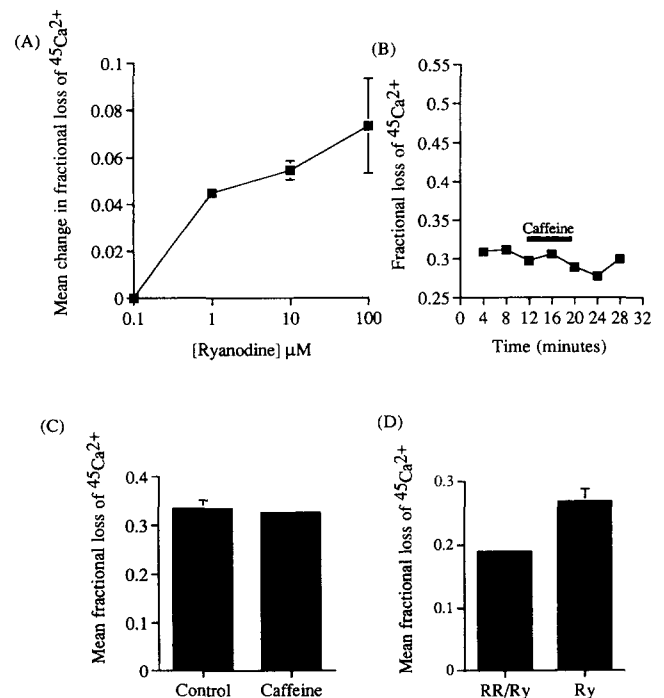 (A)
Mean change in fractional loss of 45Ca2+
0.1
0.08
0.06
0.04
0.02
0
0.1
1
10
100
[Ryanodine] µM
(B)
Fractional loss of 45Ca2+
0.55
0.5
0.45
0.4
0.35
0.3
0.25
Caffeine
0 4 8 12 16 20 24 28 32
Time (minutes)
(C)
Mean fractional loss of 45Ca2+
0.4
0.3
0.2
0.1
0
Control
Caffeine
(D)
Mean fractional loss of 45Ca2+
0.3
0.2
0.1
0
RR/Ry
Ry